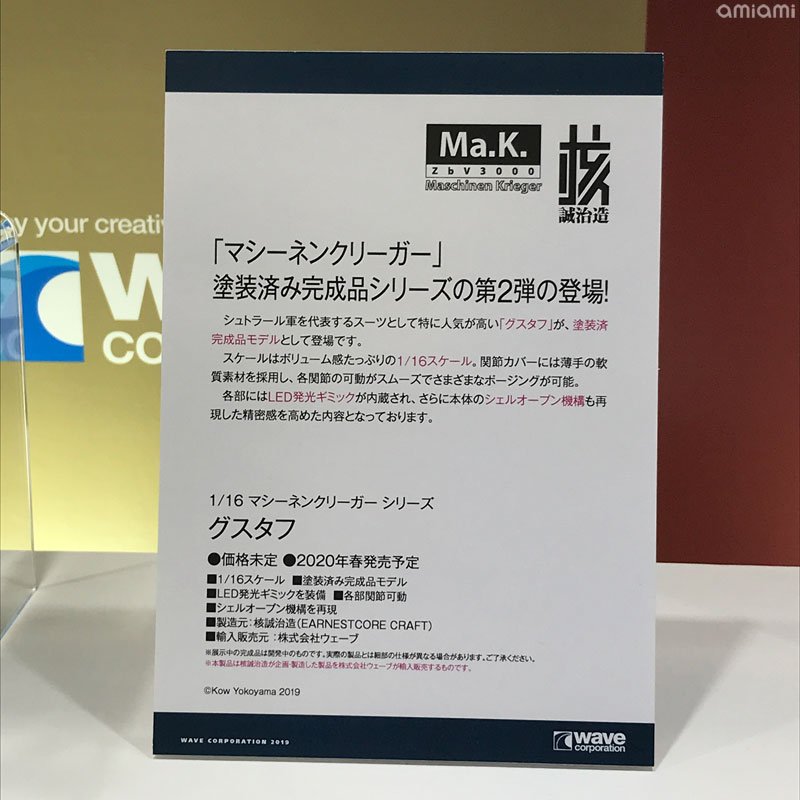 amiami
Ma.K.
ZbV3000
Maschinen Krieger
核
誠治造
y your creativ
W
CO
「マシーネンクリーガー」
塗装済み完成品シリーズの第2弾の登場!
シュトラール軍を代表するスーツとして特に人気が高い「グスタフ」が、塗装済
完成品モデルとして登場です。
スケールはボリューム感たっぷりの1/16スケール。関節カバーには薄手の軟
質素材を採用し、各関節の可動がスムーズでさまざまなポージングが可能。
各部にはLED発光ギミックが内蔵され、さらに本体のシェルオープン機構も再
現した精密感を高めた内容となっております。
1/16 マシーネンクリーガー シリーズ
グスタフ
●価格未定 ●2020年春発売予定
■1/16スケール ■塗装済み完成品モデル
■LED発光ギミックを装備 ■各部関節可動
■シェルオープン機構を再現
■製造元:核誠治造(EARNESTCORE CRAFT)
■輸入販売元:株式会社ウェーブ
※展示中の完成品は開発中のものです。実際の製品とは細部の仕様が異なる場合があります。ご了承ください。
※本製品は核誠治造が企画・製造した製品を株式会社ウェーブが輸入販売するものです。
©Kow Yokoyama 2019
WAVE CORPORATION 2019
wave
corporation